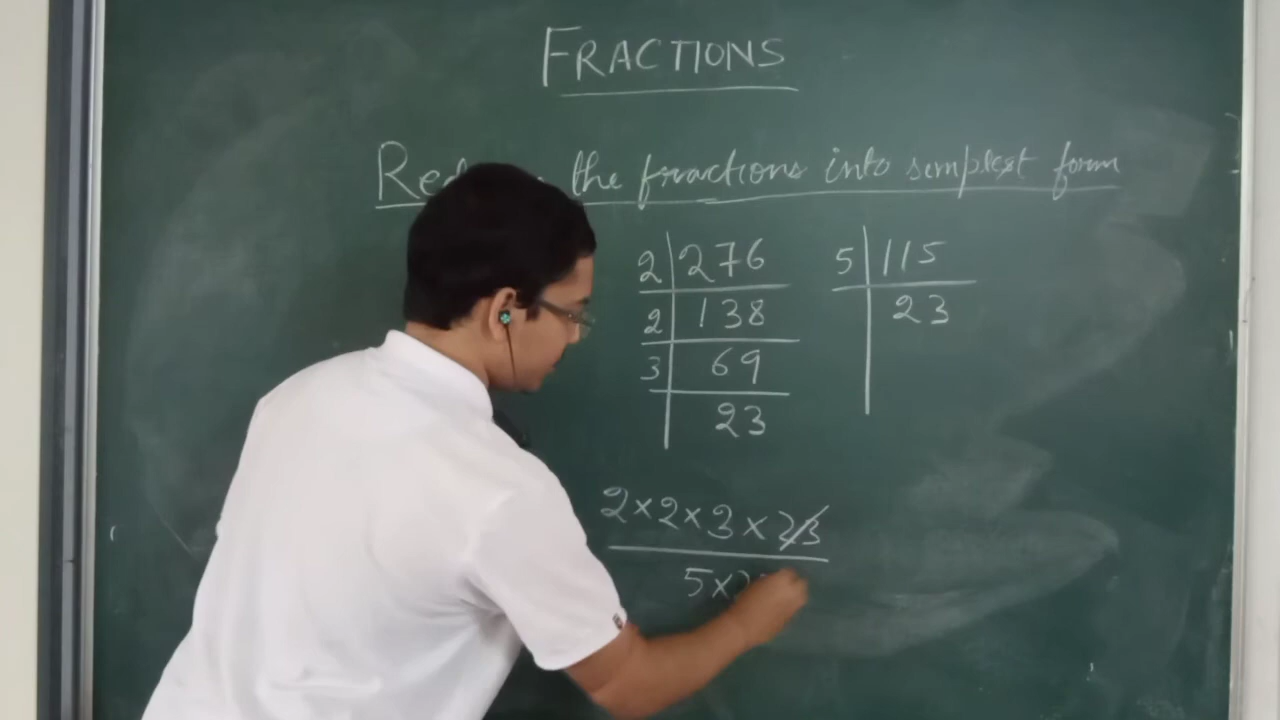 FRACTIONS
the fractions into simplest form
2 276 5 115
2 138 23
3 69
23
2×2×3×23
5×